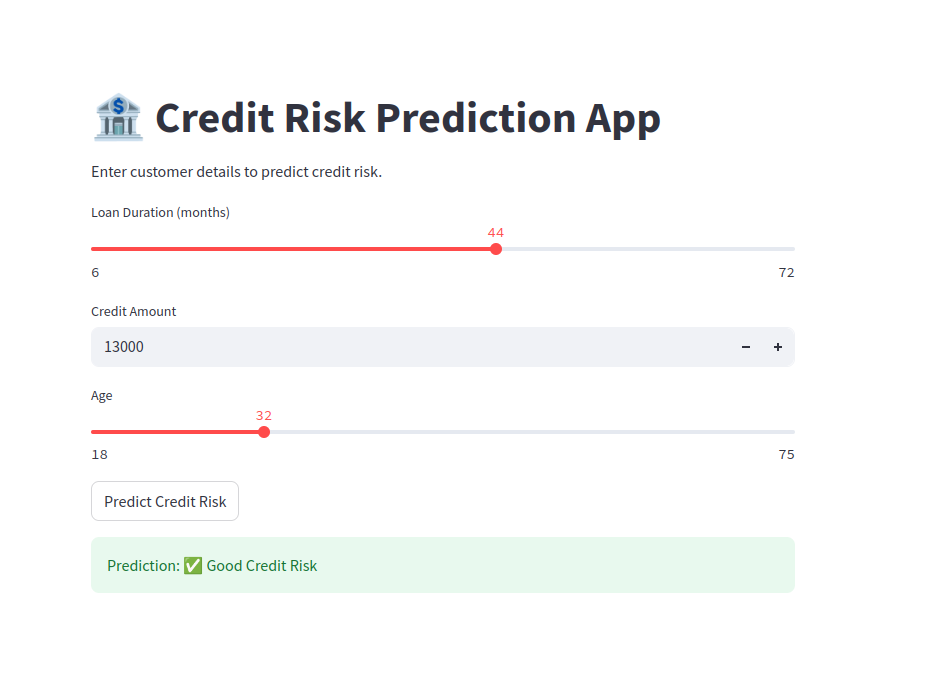 Credit Risk Prediction App
Enter customer details to predict credit risk.
Loan Duration (months)
44
6 72
Credit Amount
13000 − +
Age
32
18 75
Predict Credit Risk
Prediction: ✅ Good Credit Risk